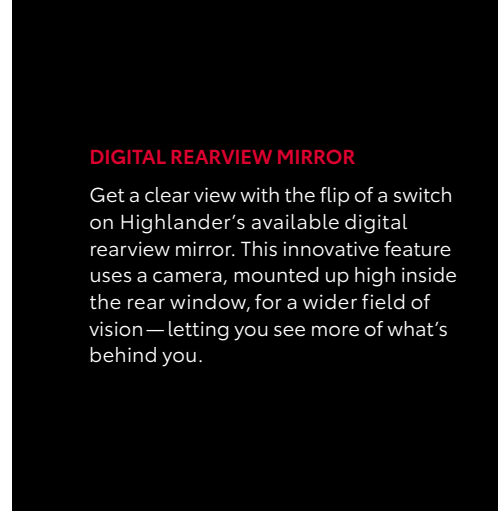 DIGITAL REARVIEW MIRROR
Get a clear view with the flip of a switch
on Highlander’s available digital
rearview mirror. This innovative feature
uses a camera, mounted up high inside
the rear window, for a wider field of
vision — letting you see more of what’s
behind you.